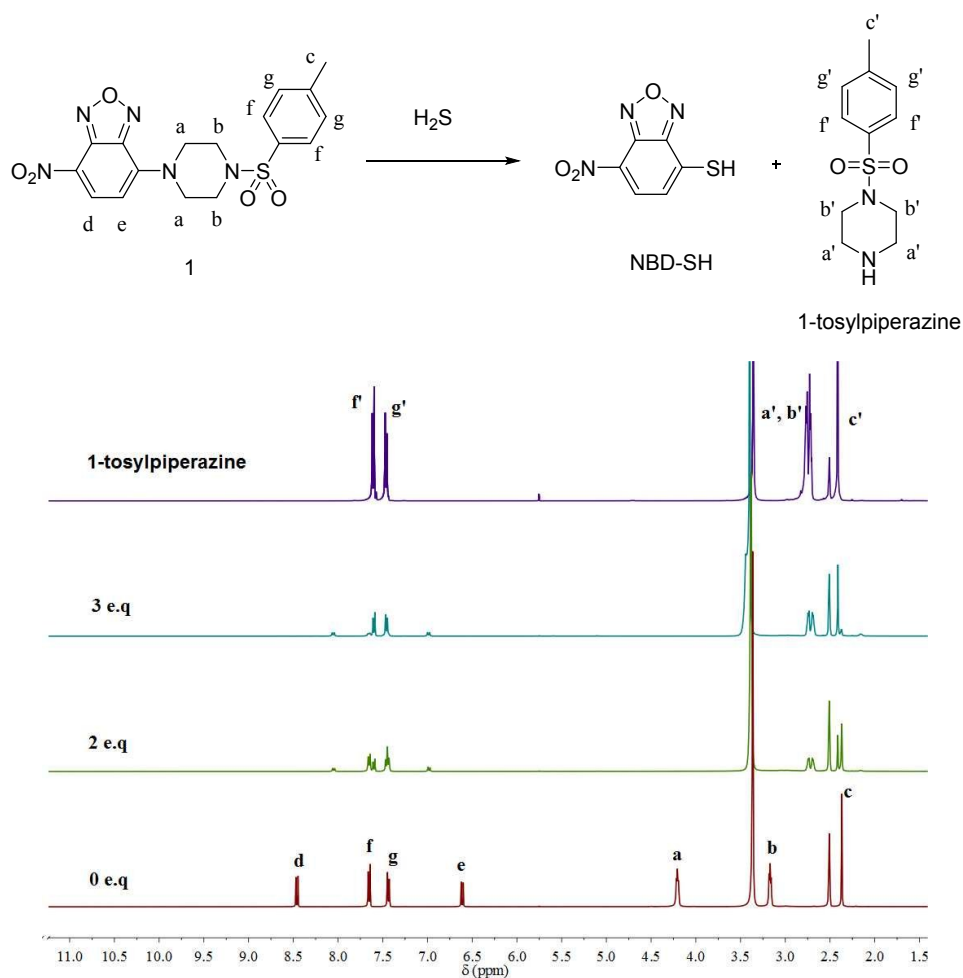 c'
g' g'
f' f'
S
O O
N
b' b'
a' a'
N
H
1-tosylpiperazine
c
g
g
f
f
O
N N
a b
O₂N N N S
O O
a b
d e
1
H₂S
O
N N
O₂N SH
+
NBD-SH
f' g' a', b' c'
1-tosylpiperazine
3 e.q
2 e.q
0 e.q
d f g e a b c
11.0 10.5 10.0 9.5 9.0 8.5 8.0 7.5 7.0 6.5 6.0 5.5 5.0 4.5 4.0 3.5 3.0 2.5 2.0 1.5
δ (ppm)